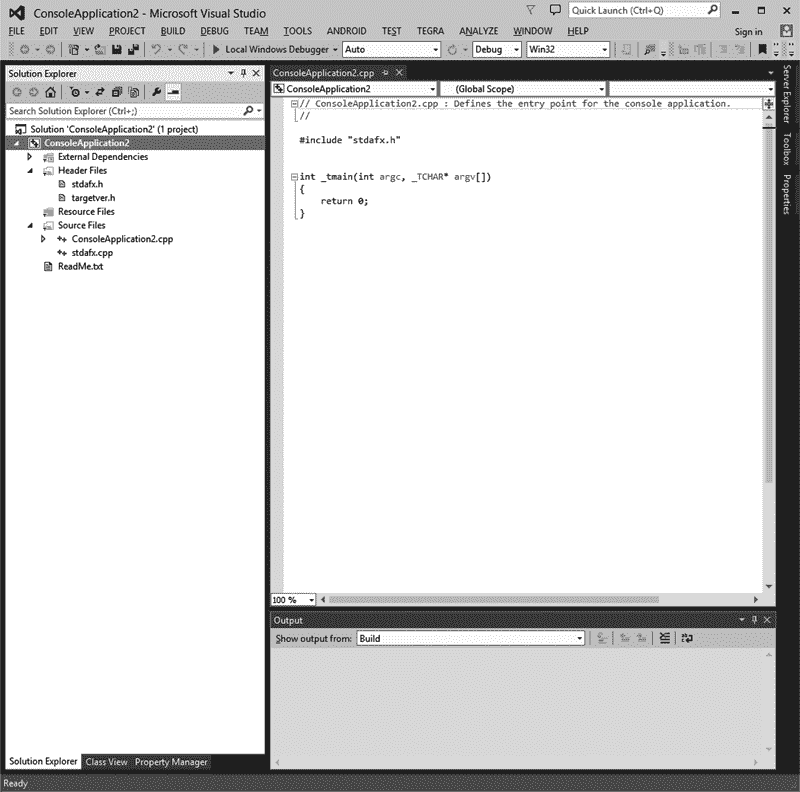 ConsoleApplication2 - Microsoft Visual Studio
Quick Launch (Ctrl+Q)
FILE EDIT VIEW PROJECT BUILD DEBUG TEAM TOOLS ANDROID TEST TEGRA ANALYZE WINDOW HELP Sign in
Local Windows Debugger Auto Debug Win32
Solution Explorer
Search Solution Explorer (Ctrl+;)
Solution 'ConsoleApplication2' (1 project)
ConsoleApplication2
External Dependencies
Header Files
stdafx.h
targetver.h
Resource Files
Source Files
ConsoleApplication2.cpp
stdafx.cpp
ReadMe.txt
Solution Explorer Class View Property Manager
ConsoleApplication2.cpp
ConsoleApplication2 (Global Scope)
// ConsoleApplication2.cpp : Defines the entry point for the console application.
//
#include "stdafx.h"
int _tmain(int argc, _TCHAR* argv[])
{
return 0;
}
100 %
Output
Show output from: Build
Server Explorer
Toolbox
Properties
Ready